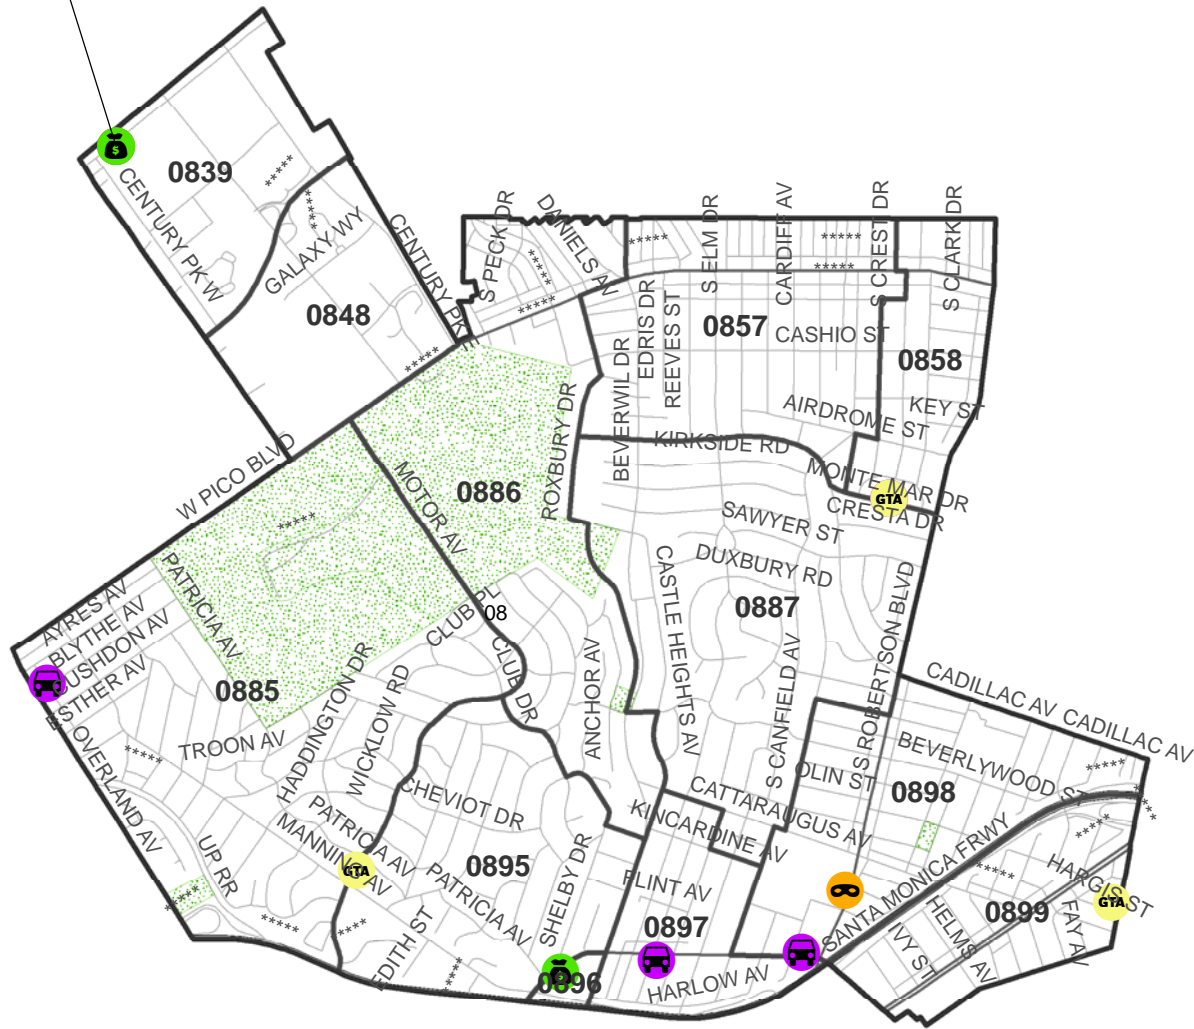 0839
*****
CENTURY PK W
*****
GALAXY WY
CENTURY PK E
0848
*****
S PECK DR
DANIELS AV
*****
*****
*****
S ELM DR
CARDIFF AV
*****
*****
S CREST DR
S CLARK DR
EDRIS DR
REEVES ST
0857
CASHIO ST
0858
BEVERWIL DR
AIRDROME ST
KEY ST
ROXBURY DR
KIRKSIDE RD
W PICO BLVD
MOTOR AV
0886
MONTE MAR DR
GTA
CRESTA DR
*****
SAWYER ST
DUXBURY RD
CASTLE HEIGHTS AV
0887
PATRICIA AV
AYRES AV
BLYTHE AV
RUSHDON AV
ESTHER AV
CLUB PL
08
CLUB DR
ANCHOR AV
S CANFIELD AV
S ROBERTSON BLVD
0885
HADDINGTON DR
WICKLOW RD
TROON AV
*****
OVERLAND AV
CADILLAC AV
CADILLAC AV
BEVERLYWOOD ST
*****
*****
OLIN ST
0898
CATTARAUGUS AV
KINCARDINE AV
CHEVIOT DR
PATRICIA AV
MANNING AV
GTA
UP RR
*****
*****
*****
0895
PATRICIA AV
SHELBY DR
EDITH ST
*****
FLINT AV
0897
0896
HARLOW AV
SANTA MONICA FRWY
*****
*****
HARGIS ST
GTA
0899
IVY ST
HELMS AV
FAY AV